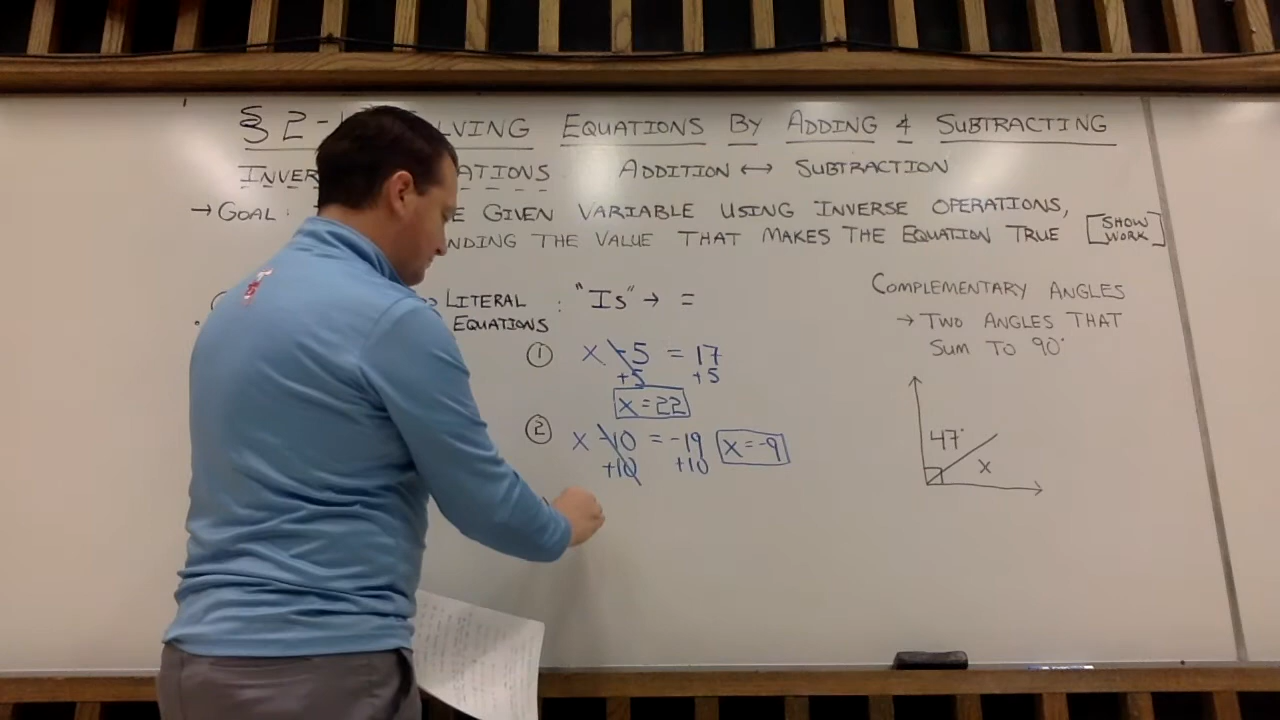 § 2- LVING EQUATIONS BY ADDING & SUBTRACTING
INVER ATIONS ADDITION ↔ SUBTRACTION
→ GOAL: E GIVEN VARIABLE USING INVERSE OPERATIONS,
NDING THE VALUE THAT MAKES THE EQUATION TRUE [SHOW WORK]
LITERAL EQUATIONS : "IS" → =
① x - 5 = 17
+5 +5
x = 22
② x - 10 = -19 x = -9
+10 +10
COMPLEMENTARY ANGLES
→ TWO ANGLES THAT
SUM TO 90°
47°
x